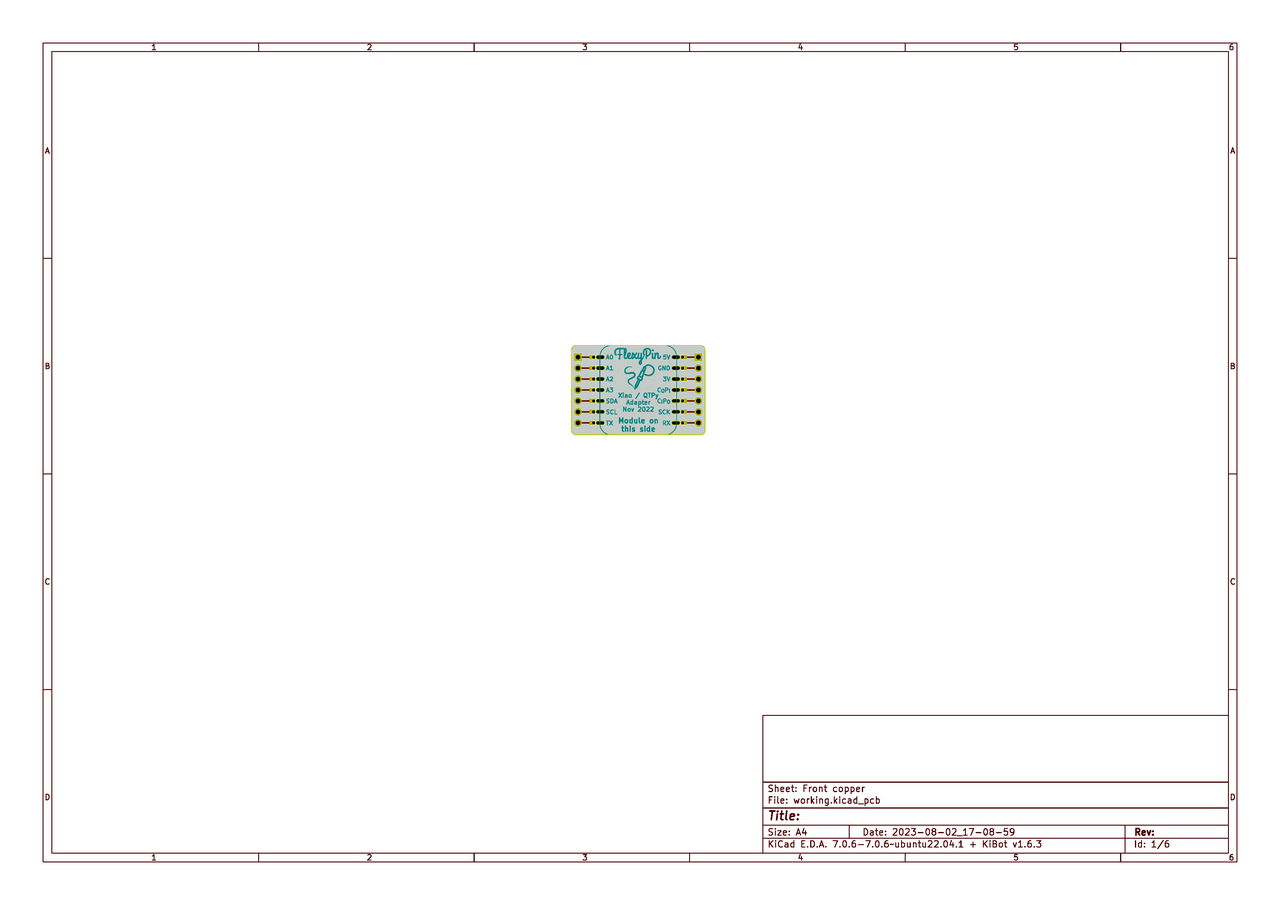 1 2 3 4 5 6
A A
FlexyPin
A0 5V
A1 GND
A2 3V
A3 CoPi
Xiao / QTPy
SDA Adapter CiPo
Nov 2022
SCL SCK
TX Module on RX
this side
B B
C C
D D
Sheet: Front copper
File: working.kicad_pcb
Title:
Size: A4 Date: 2023-08-02_17-08-59 Rev:
KiCad E.D.A. 7.0.6-7.0.6~ubuntu22.04.1 + KiBot v1.6.3 Id: 1/6
1 2 3 4 5 6